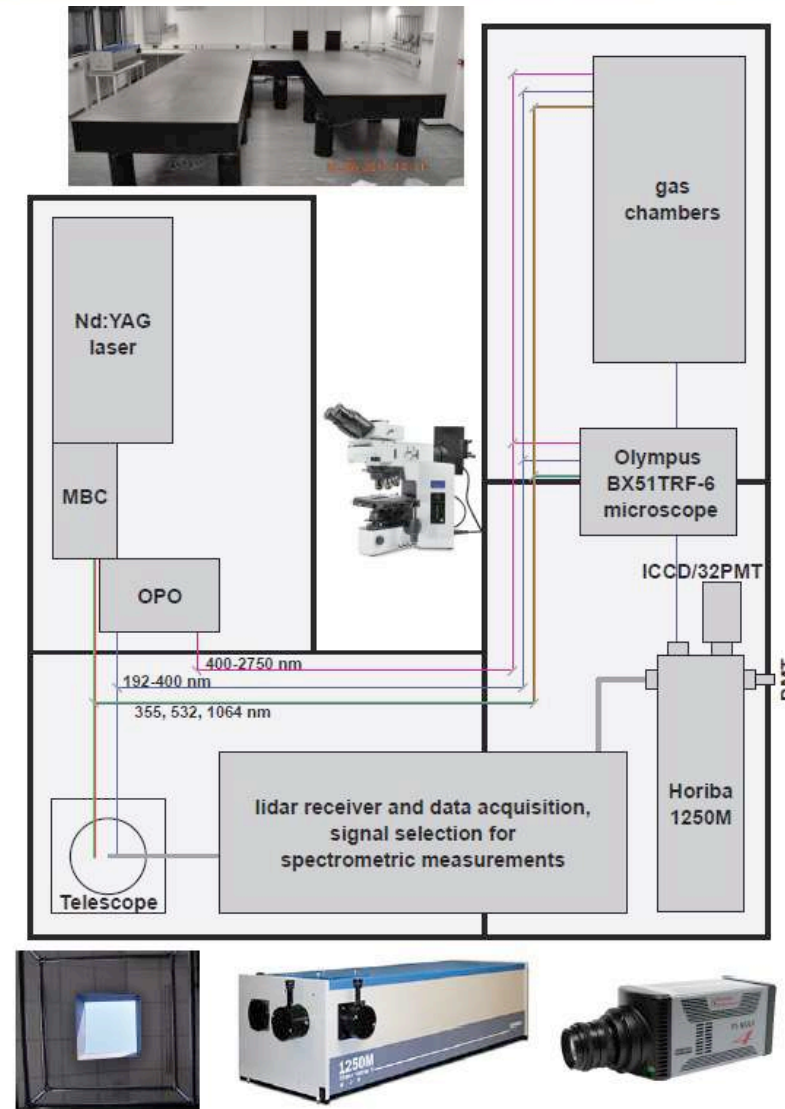 gas
chambers
Nd:YAG
laser
MBC
Olympus
BX51TRF-6
microscope
ICCD/32PMT
OPO
400-2750 nm
192-400 nm
PMT
355, 532, 1064 nm
lidar receiver and data acquisition,
signal selection for
spectrometric measurements
Horiba
1250M
Telescope
1250M